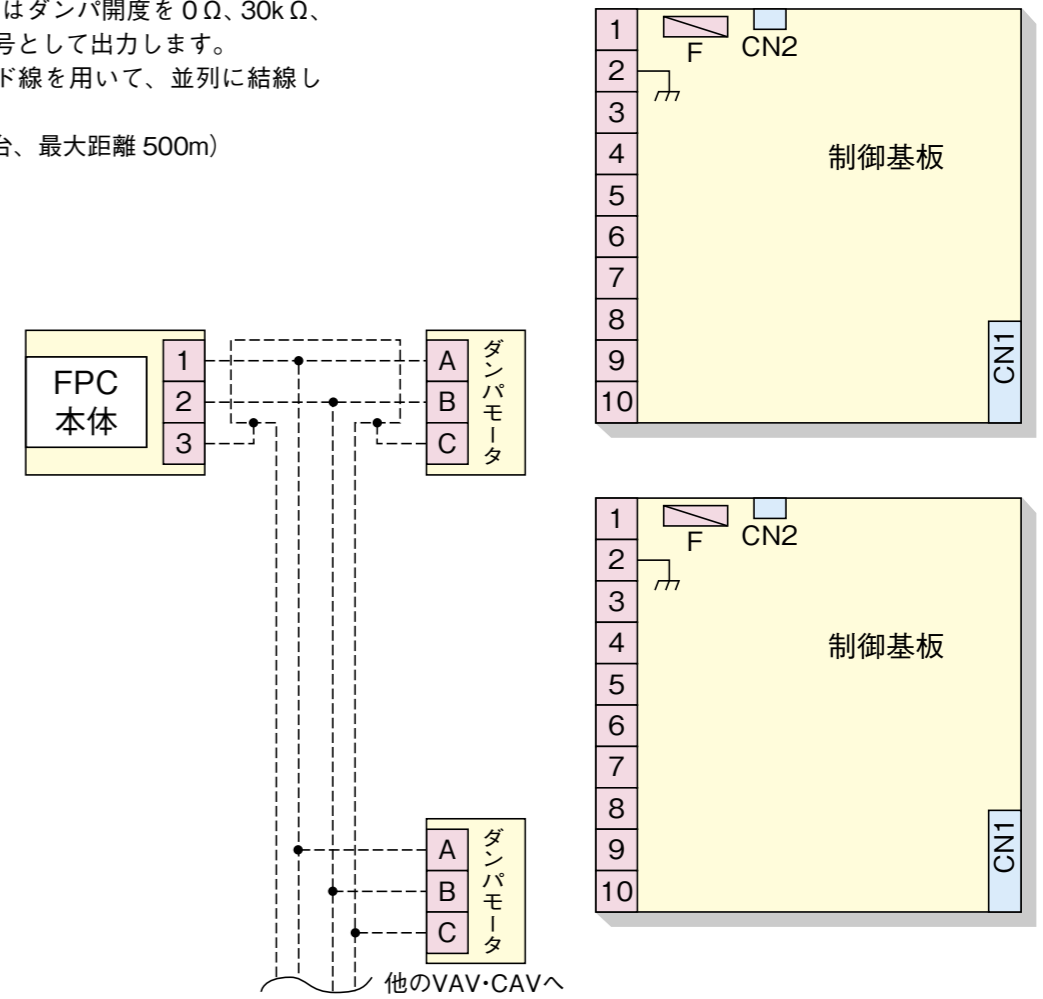 はダンパ開度を0Ω、30kΩ、
号として出力します。
ド線を用いて、並列に結線し
台、最大距離500m）
FPC
本体
1
2
3
A
B
C
ダンパモータ
1
2
3
4
5
6
7
8
9
10
F
CN2
制御基板
CN1
A
B
C
ダンパモータ
1
2
3
4
5
6
7
8
9
10
F
CN2
制御基板
CN1
他のVAV・CAVへ